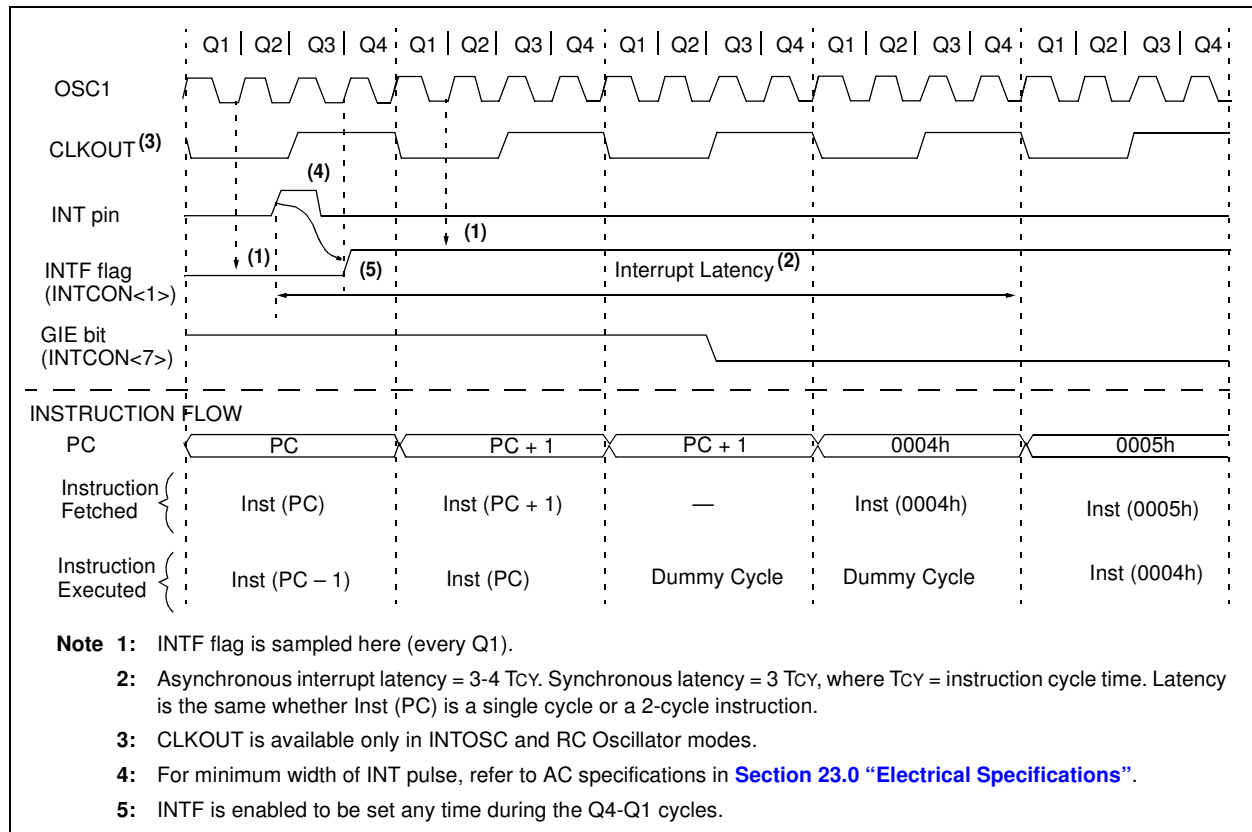 Q1 Q2 Q3 Q4 Q1 Q2 Q3 Q4 Q1 Q2 Q3 Q4 Q1 Q2 Q3 Q4 Q1 Q2 Q3 Q4
OSC1
CLKOUT (3)
(4)
INT pin
(1)
(1)
INTF flag
(INTCON<1>)
(5)
Interrupt Latency (2)
GIE bit
(INTCON<7>)
INSTRUCTION FLOW
PC PC PC + 1 PC + 1 0004h 0005h
Instruction
Fetched
Inst (PC) Inst (PC + 1) — Inst (0004h) Inst (0005h)
Instruction
Executed
Inst (PC – 1) Inst (PC) Dummy Cycle Dummy Cycle Inst (0004h)
Note 1: INTF flag is sampled here (every Q1).
2: Asynchronous interrupt latency = 3-4 TCY. Synchronous latency = 3 TCY, where TCY = instruction cycle time. Latency
is the same whether Inst (PC) is a single cycle or a 2-cycle instruction.
3: CLKOUT is available only in INTOSC and RC Oscillator modes.
4: For minimum width of INT pulse, refer to AC specifications in Section 23.0 “Electrical Specifications”.
5: INTF is enabled to be set any time during the Q4-Q1 cycles.